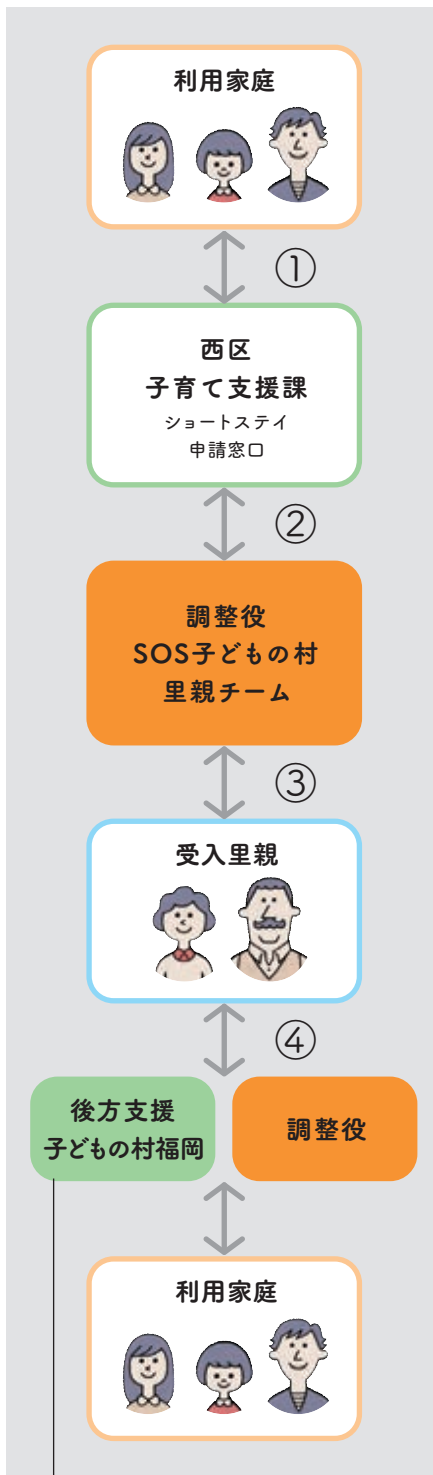 利用家庭
①
西区
子育て支援課
ショートステイ
申請窓口
②
調整役
SOS子どもの村
里親チーム
③
受入里親
④
後方支援
子どもの村福岡
調整役
利用家庭